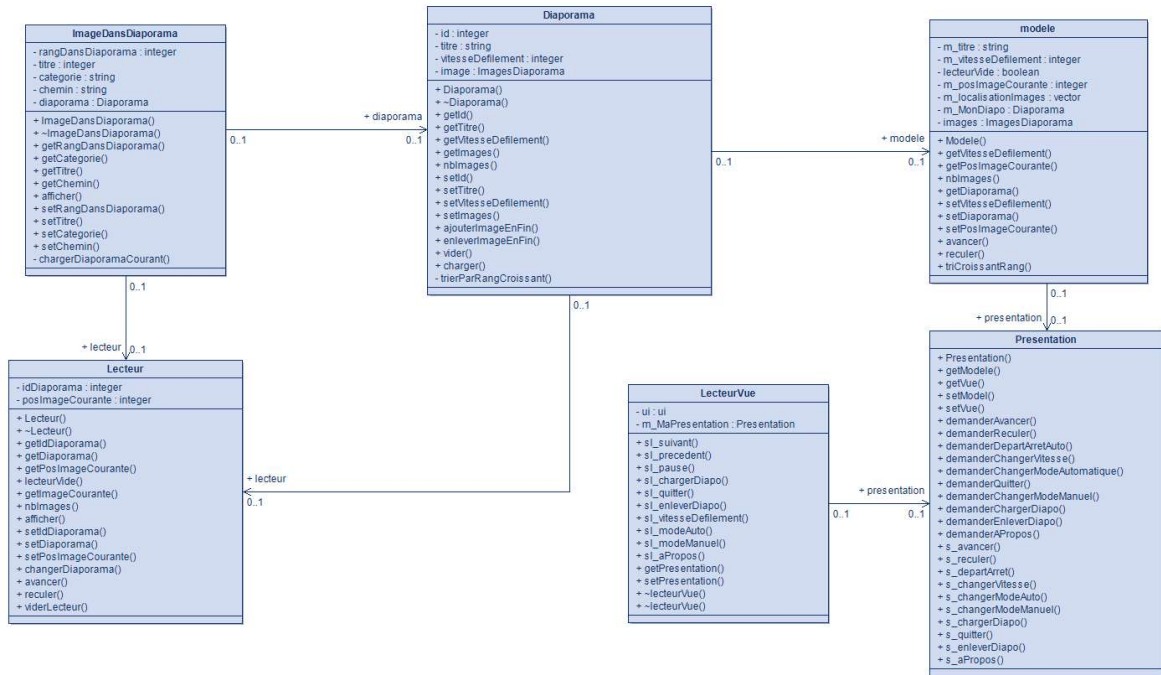 ImageDansDiaporama
- rangDansDiaporama : integer
- titre : integer
- categorie : string
- chemin : string
- diaporama : Diaporama
+ ImageDansDiaporama()
+ ~ImageDansDiaporama()
+ getRangDansDiaporama()
+ getCategorie()
+ getTitre()
+ getChemin()
+ afficher()
+ setRangDansDiaporama()
+ setTitre()
+ setCategorie()
+ setChemin()
- chargerDiaporamaCourant()
+ diaporama
0..1
0..1
Diaporama
- id : integer
- titre : string
- vitesseDefilement : integer
- image : ImagesDiaporama
+ Diaporama()
+ ~Diaporama()
+ getId()
+ getTitre()
+ getVitesseDefilement()
+ getImages()
+ nbImages()
+ setId()
+ setTitre()
+ setVitesseDefilement()
+ setImages()
+ ajouterImageEnFin()
+ enleverImageEnFin()
+ vider()
+ charger()
- trierParRangCroissant()
+ modele
0..1
0..1
modele
- m_titre : string
- m_vitesseDefilement : integer
- lecteurVide : boolean
- m_posImageCourante : integer
- m_localisationImages : vector
- m_MonDiapo : Diaporama
- images : ImagesDiaporama
+ Modele()
+ getVitesseDefilement()
+ getPosImageCourante()
+ nbImages()
+ getDiaporama()
+ setVitesseDefilement()
+ setDiaporama()
+ setPosImageCourante()
+ avancer()
+ reculer()
+ triCroissantRang()
0..1
+ lecteur
0..1
0..1
+ lecteur
0..1
0..1
+ presentation
0..1
Lecteur
- idDiaporama : integer
- posImageCourante : integer
+ Lecteur()
+ ~Lecteur()
+ getIdDiaporama()
+ getDiaporama()
+ getPosImageCourante()
+ lecteurVide()
+ getImageCourante()
+ nbImages()
+ afficher()
+ setIdDiaporama()
+ setDiaporama()
+ setPosImageCourante()
+ changerDiaporama()
+ avancer()
+ reculer()
+ viderLecteur()
LecteurVue
- ui : ui
- m_MaPresentation : Presentation
+ sl_suivant()
+ sl_precedent()
+ sl_pause()
+ sl_chargerDiapo()
+ sl_quitter()
+ sl_enleverDiapo()
+ sl_vitesseDefilement()
+ sl_modeAuto()
+ sl_modeManuel()
+ sl_aPropos()
+ getPresentation()
+ setPresentation()
+ ~lecteurVue()
+ ~lecteurVue()
+ presentation
0..1
0..1
Presentation
+ Presentation()
+ getModele()
+ getVue()
+ setModel()
+ setVue()
+ demanderAvancer()
+ demanderReculer()
+ demanderDepartArretAuto()
+ demanderChangerVitesse()
+ demanderChangerModeAutomatique()
+ demanderQuitter()
+ demanderChangerModeManuel()
+ demanderChargerDiapo()
+ demanderEnleverDiapo()
+ demanderAPropos()
+ s_avancer()
+ s_reculer()
+ s_departArret()
+ s_changerVitesse()
+ s_changerModeAuto()
+ s_changerModeManuel()
+ s_chargerDiapo()
+ s_quitter()
+ s_enleverDiapo()
+ s_aPropos()